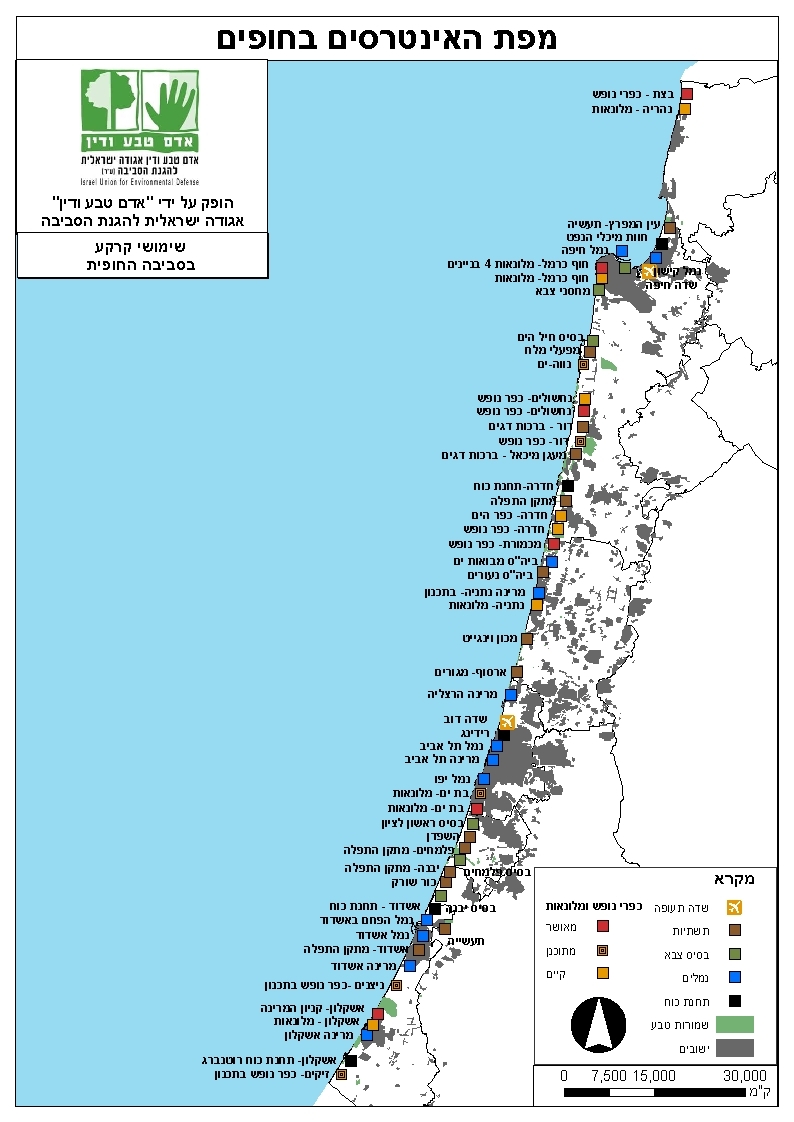 מפת האינטרסים בחופים
אדם טבע ודין
אדם טבע ודין אגודה ישראלית
להגנת הסביבה (ע"ר)
Israel Union for Environmental Defense
הופק על ידי "אדם טבע ודין"
אגודה ישראלית להגנת הסביבה
שימושי קרקע
בסביבה החופית
בצת - כפרי נופש
נהריה - מלונאות
עין המפרץ- תעשיה
חוות מיכלי הנפט
נמל חיפה
נמל קישון
שדה חיפה
חוף כרמל- מלונאות 4 בניינים
חוף כרמל- מלונאות
מחסני צבא
בסיס חיל הים
מפעלי מלח
נווה-ים
נחשולים- כפר נופש
נחשולים- כפר נופש
דור - ברכות דגים
דור- כפר נופש
מעגן מיכאל - ברכות דגים
חדרה-תחנת כוח
מתקן התפלה
חדרה- כפר הים
חדרה- כפר נופש
מכמורת- כפר נופש
ביה"ס מבואות ים
ביה"ס נעורים
מרינה נתניה- בתכנון
נתניה- מלונאות
מכון וינגייט
ארסוף- מגורים
מרינה הרצליה
שדה דוב
רידינג
נמל תל אביב
מרינה תל אביב
נמל יפו
בת ים- מלונאות
בת ים- מלונאות
בסיס ראשון לציון
השפדן
פלמחים- מתקן התפלה
בסיס פלמחים
יבנה- מתקן התפלה
כור שורק
בסיס יבנה
אשדוד - תחנת כוח
נמל הפחם באשדוד
נמל אשדוד
תעשייה
אשדוד- מתקן התפלה
מרינה אשדוד
ניצנים -כפר נופש בתכנון
אשקלון- קניון המרינה
אשקלון - מלונאות
מרינה אשקלון
אשקלון- תחנת כוח רוטנברג
זיקים- כפר נופש בתכנון
מקרא
שדה תעופה
תשתיות
בסיס צבא
נמלים
תחנת כוח
שמורות טבע
ישובים
כפרי נופש ומלונאות
מאושר
מתוכנן
קיים
0 7,500 15,000 30,000
ק"מ